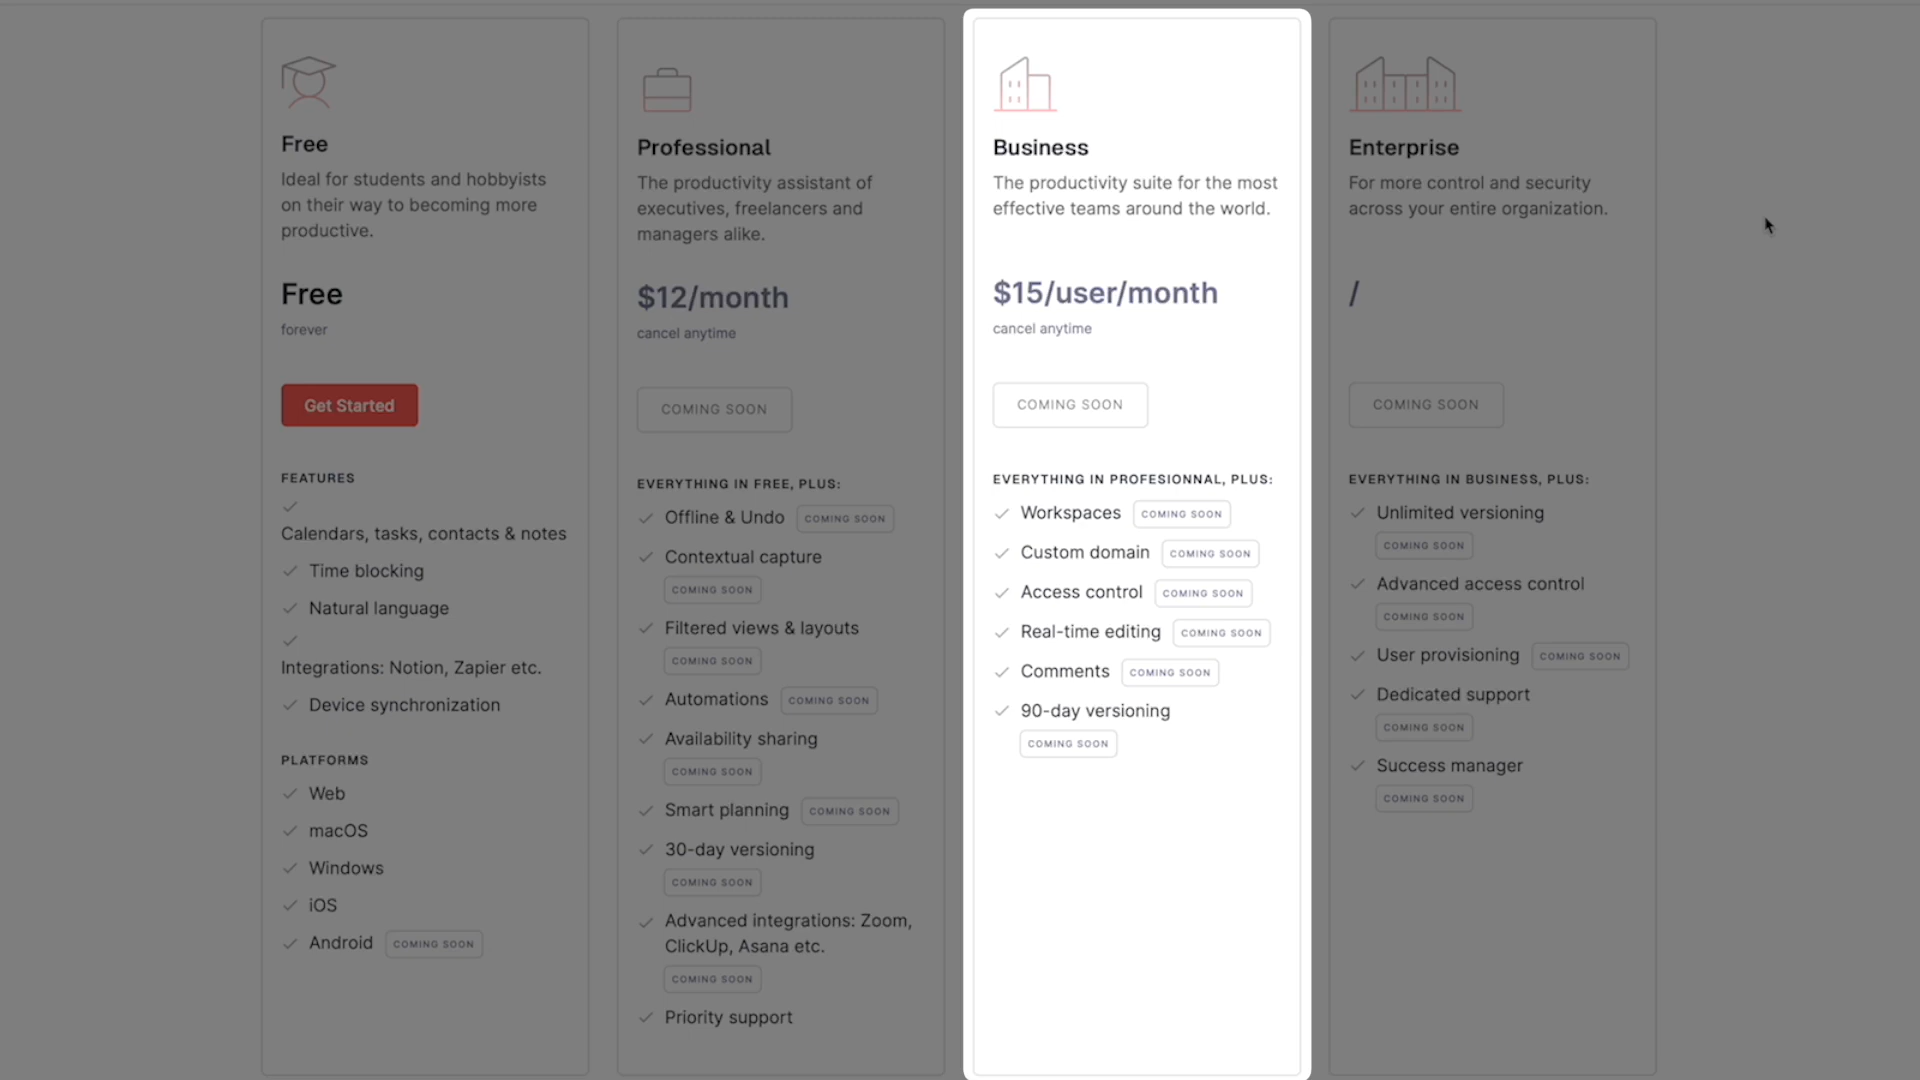 Free
Ideal for students and hobbyists
on their way to becoming more
productive.
Free
forever
Get Started
FEATURES
Calendars, tasks, contacts & notes
Time blocking
Natural language
Integrations: Notion, Zapier etc.
Device synchronization
PLATFORMS
Web
macOS
Windows
iOS
Android COMING SOON
Professional
The productivity assistant of
executives, freelancers and
managers alike.
$12/month
cancel anytime
COMING SOON
EVERYTHING IN FREE, PLUS:
Offline & Undo COMING SOON
Contextual capture
COMING SOON
Filtered views & layouts
COMING SOON
Automations COMING SOON
Availability sharing
COMING SOON
Smart planning COMING SOON
30-day versioning
COMING SOON
Advanced integrations: Zoom,
ClickUp, Asana etc.
COMING SOON
Priority support
Business
The productivity suite for the most
effective teams around the world.
$15/user/month
cancel anytime
COMING SOON
EVERYTHING IN PROFESIONNAL, PLUS:
Workspaces COMING SOON
Custom domain COMING SOON
Access control COMING SOON
Real-time editing COMING SOON
Comments COMING SOON
90-day versioning
COMING SOON
Enterprise
For more control and security
across your entire organization.
/
COMING SOON
EVERYTHING IN BUSINESS, PLUS:
Unlimited versioning
COMING SOON
Advanced access control
COMING SOON
User provisioning COMING SOON
Dedicated support
COMING SOON
Success manager
COMING SOON